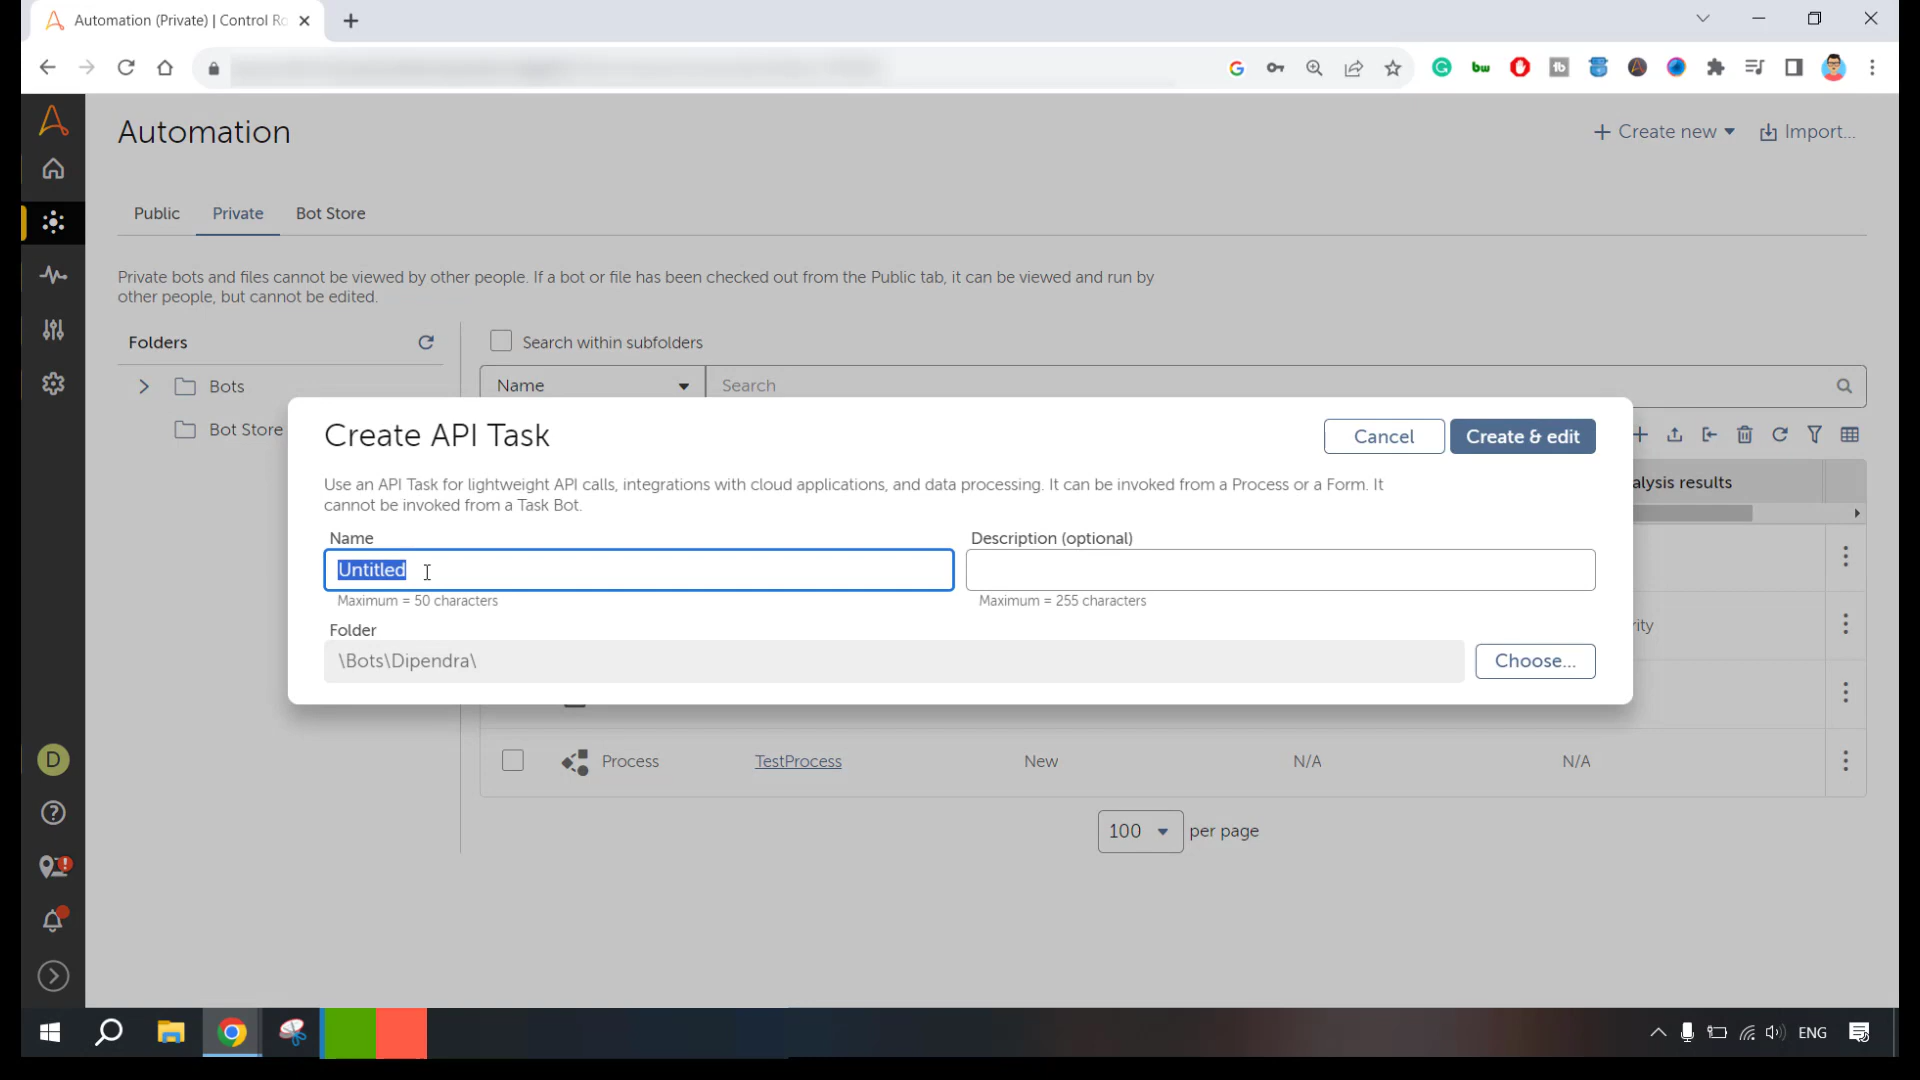 Automation (Private) | Control Ro
Automation
Create new
Import...
Public
Private
Bot Store
Private bots and files cannot be viewed by other people. If a bot or file has been checked out from the Public tab, it can be viewed and run by
other people, but cannot be edited.
Folders
Search within subfolders
Bots
Name
Search
Bot Store
Create API Task
Cancel
Create & edit
alysis results
Use an API Task for lightweight API calls, integrations with cloud applications, and data processing. It can be invoked from a Process or a Form. It
cannot be invoked from a Task Bot.
Name
Description (optional)
Untitled
Maximum = 50 characters
Maximum = 255 characters
Folder
rity
\Bots\Dipendra\
Choose...
Process
TestProcess
New
N/A
N/A
D
100
per page
ENG